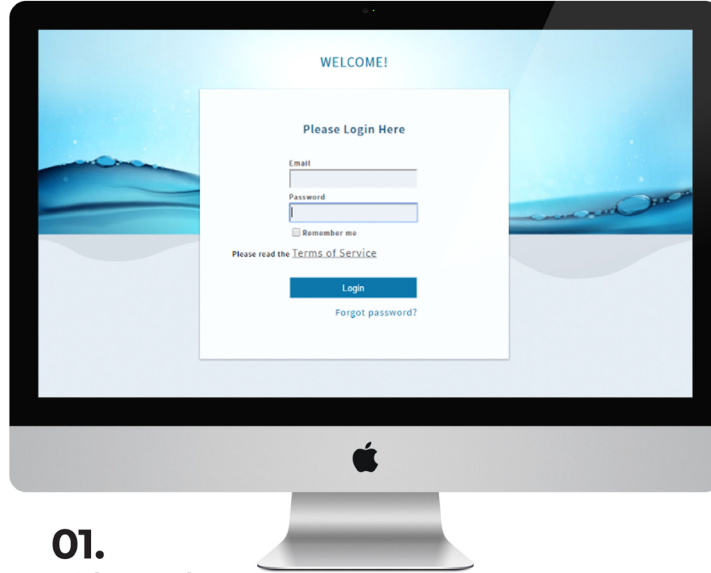 WELCOME!
Please Login Here
Email
Password
Remember me
Please read the Terms of Service
Login
Forgot password?
01.